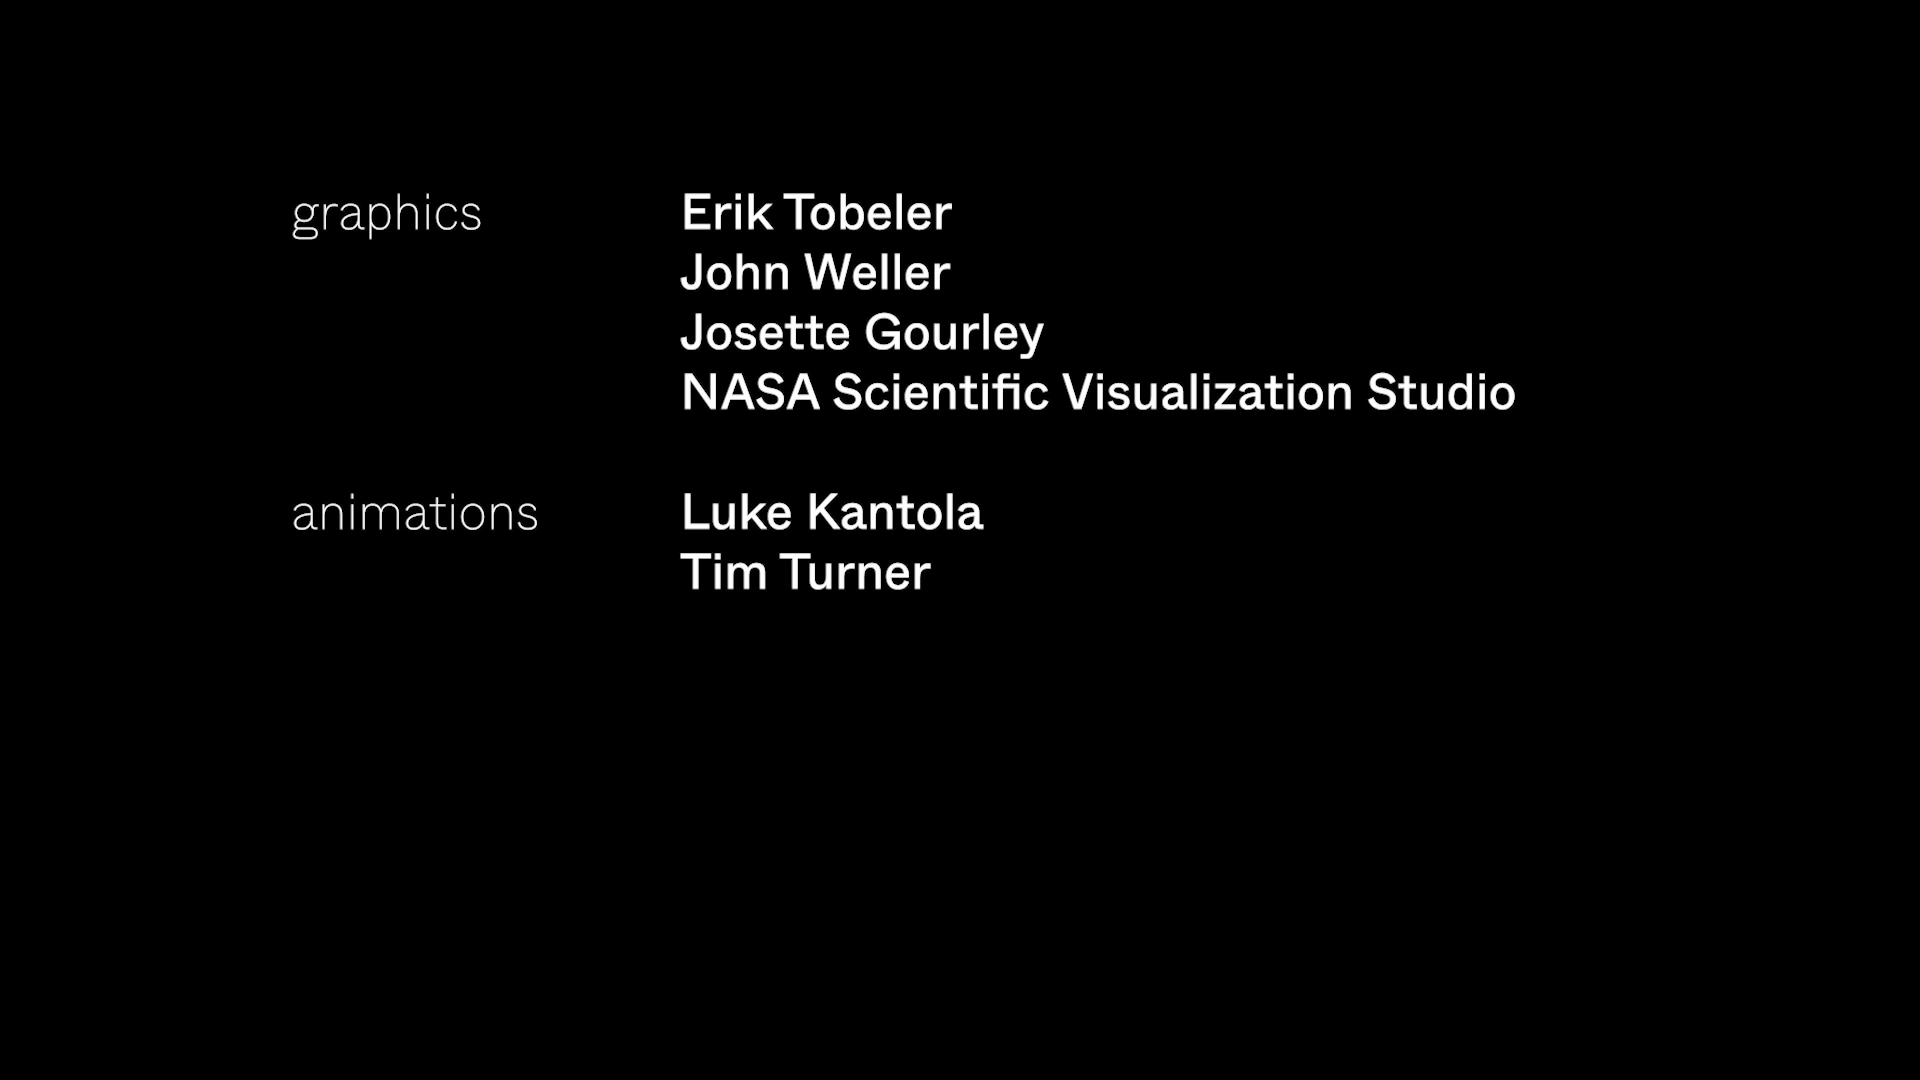 graphics Erik Tobeler
John Weller
Josette Gourley
NASA Scientific Visualization Studio
animations Luke Kantola
Tim Turner